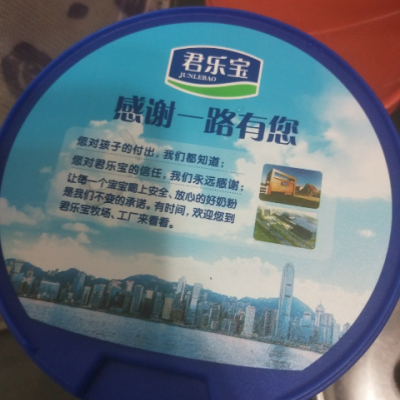 君乐宝
JUNLEBAO
感谢一路有您
您对孩子的付出，我们都知道；
您对君乐宝的信任，我们永远感谢；
让每一个宝宝喝上安全、放心的好奶粉
是我们不变的承诺。有时间，欢迎您到
君乐宝牧场、工厂来看看。